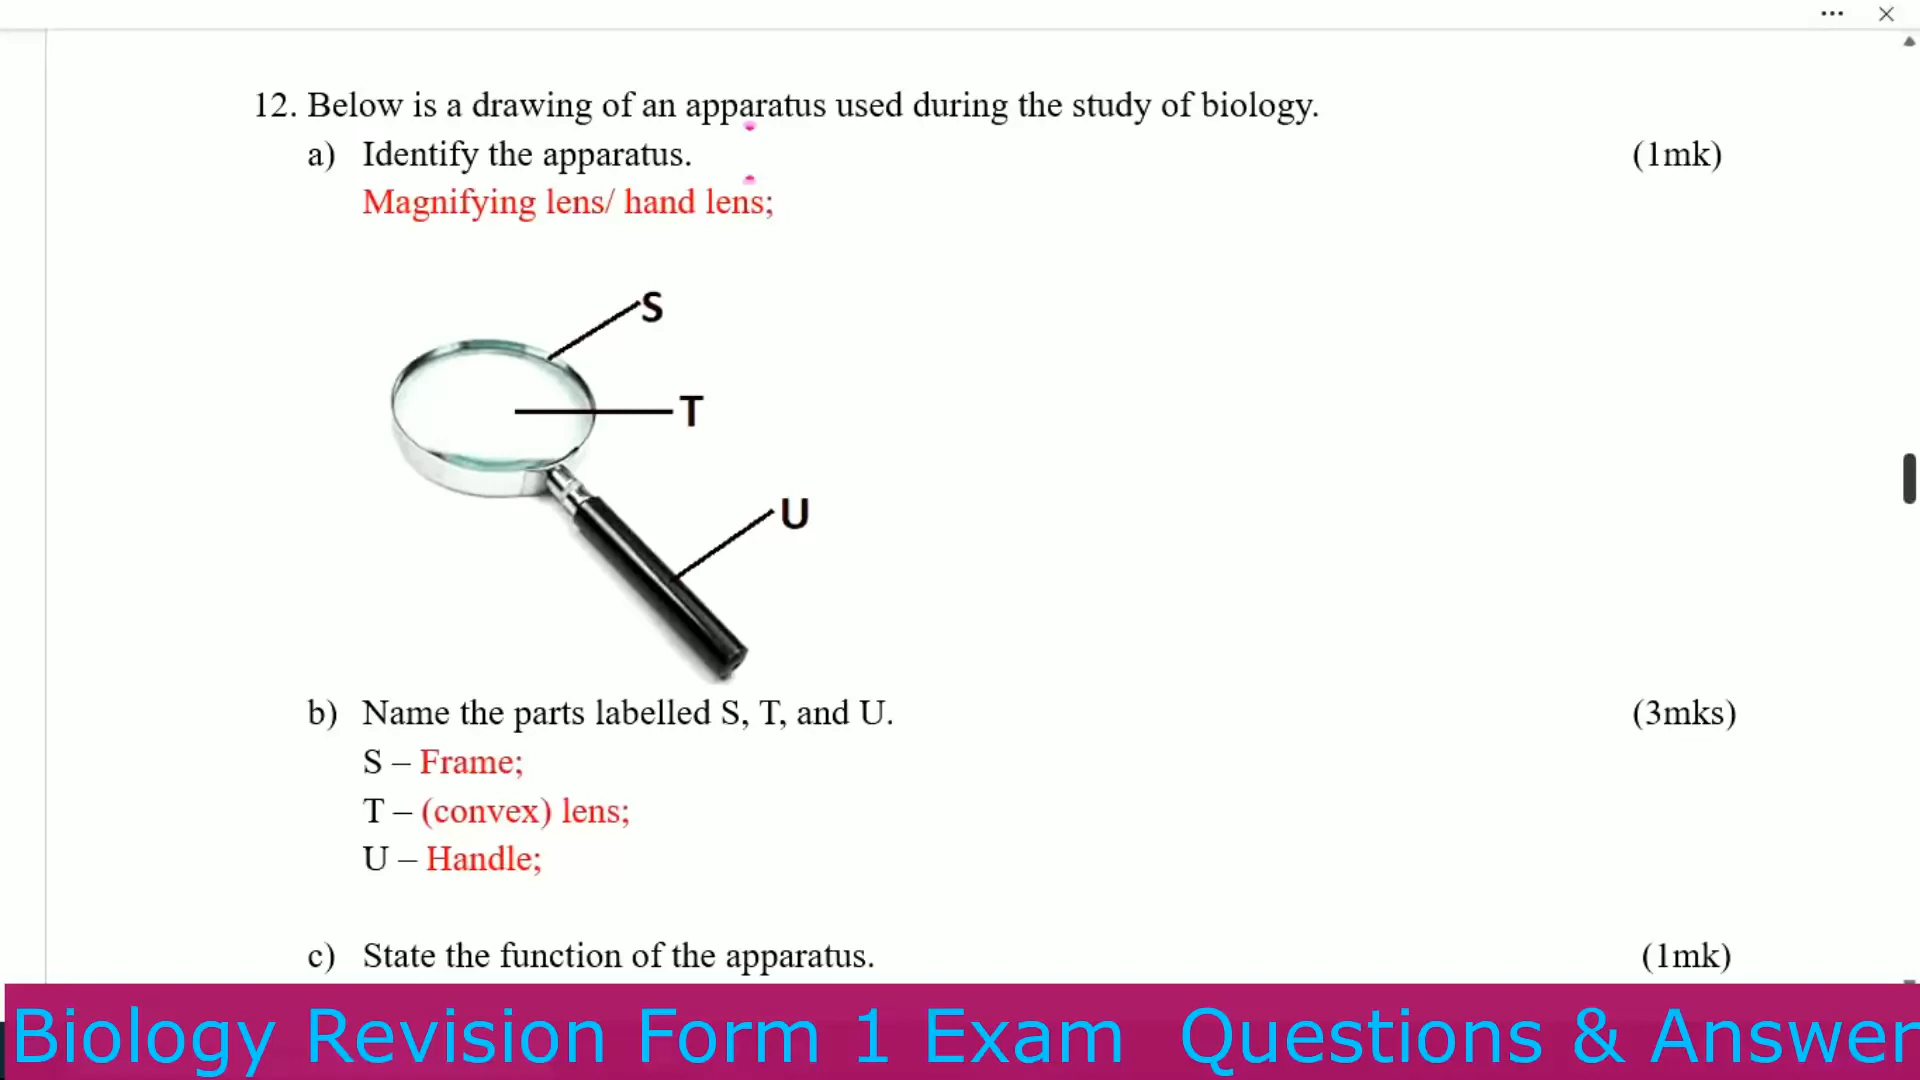 12. Below is a drawing of an apparatus used during the study of biology.
a) Identify the apparatus. (1mk)
Magnifying lens/ hand lens;
S
T
U
b) Name the parts labelled S, T, and U. (3mks)
S – Frame;
T – (convex) lens;
U – Handle;
c) State the function of the apparatus. (1mk)
Biology Revision Form 1 Exam Questions & Answer